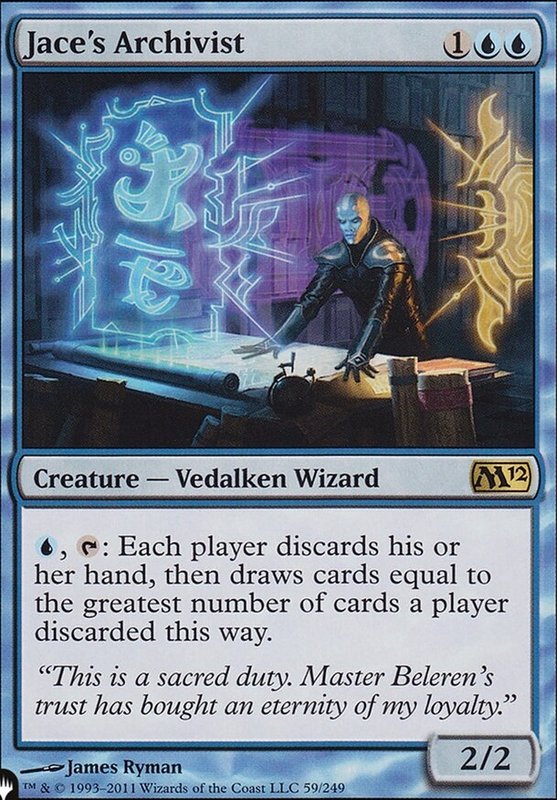 Jace's Archivist 1
Creature — Vedalken Wizard M12
, : Each player discards his or
her hand, then draws cards equal to
the greatest number of cards a player
discarded this way.
“This is a sacred duty. Master Beleren's
trust has bought an eternity of my loyalty.”
James Ryman
2/2
™ & © 1993–2011 Wizards of the Coast LLC 59/249